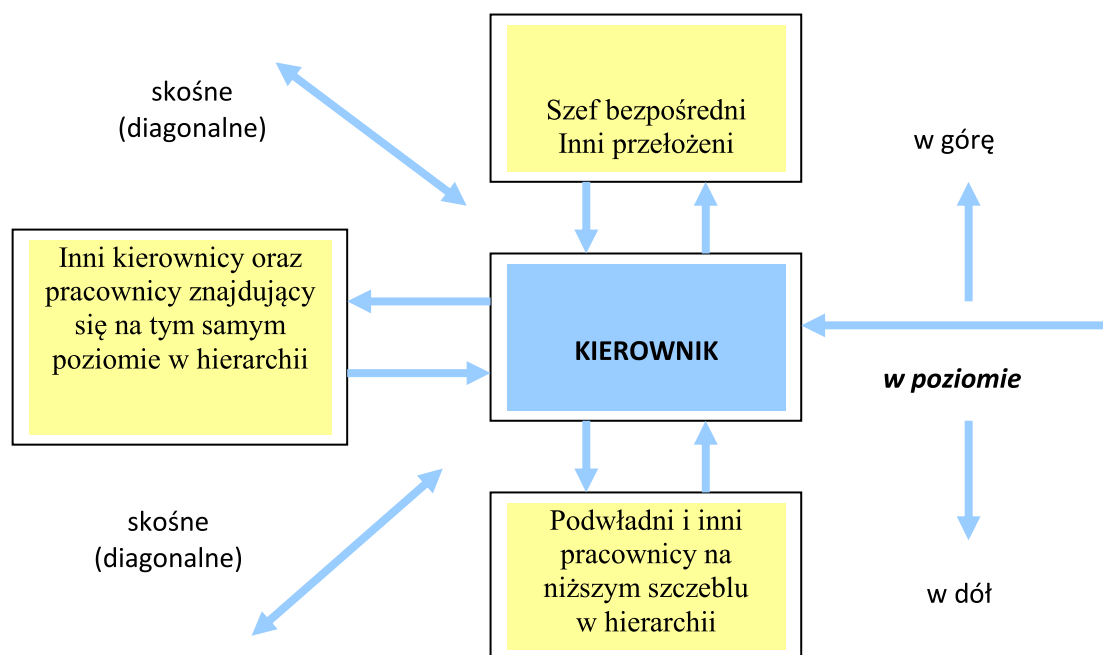 skośne
(diagonalne)
Szef bezpośredni
Inni przełożeni
w górę
Inni kierownicy oraz
pracownicy znajdujący
się na tym samym
poziomie w hierarchii
KIEROWNIK
w poziomie
skośne
(diagonalne)
Podwładni i inni
pracownicy na
niższym szczeblu
w hierarchii
w dół